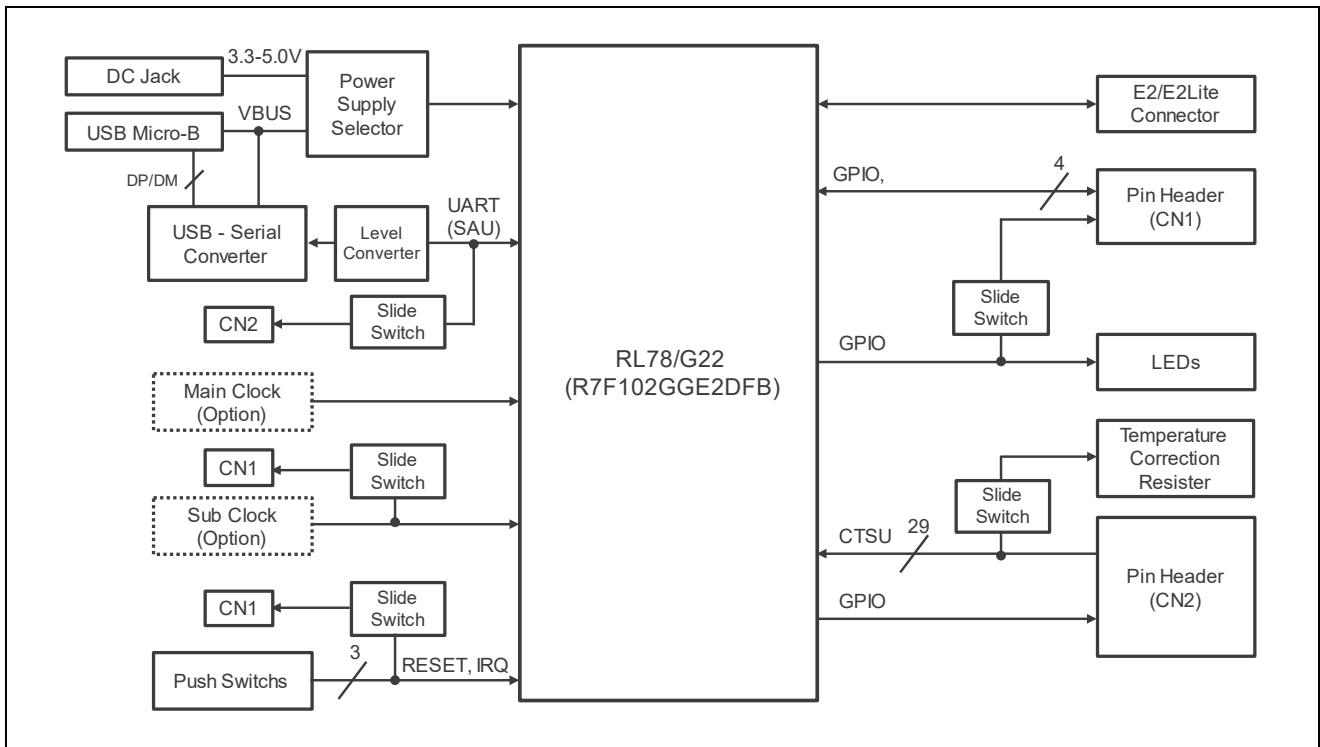 DC Jack
3.3-5.0V
Power
Supply
Selector
USB Micro-B
VBUS
DP/DM
USB - Serial
Converter
Level
Converter
UART
(SAU)
CN2
Slide
Switch
Main Clock
(Option)
CN1
Slide
Switch
Sub Clock
(Option)
CN1
Slide
Switch
Push Switchs
3
RESET, IRQ
RL78/G22
(R7F102GGE2DFB)
E2/E2Lite
Connector
GPIO,
4
Pin Header
(CN1)
Slide
Switch
GPIO
LEDs
Temperature
Correction
Resister
Slide
Switch
CTSU
29
GPIO
Pin Header
(CN2)